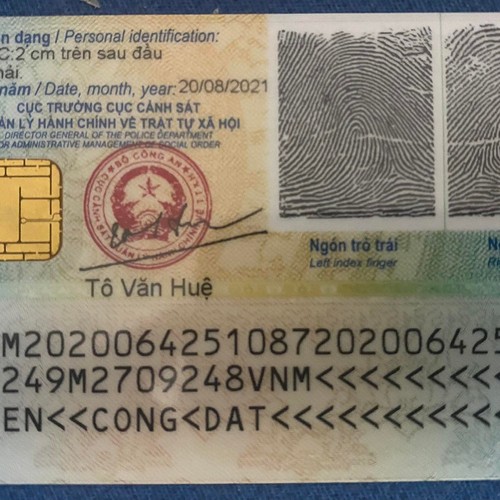 n dạng / Personal identification:
C:2 cm trên sau đầu
hải.
năm / Date, month, year: 20/08/2021
CỤC TRƯỞNG CỤC CẢNH SÁT
ẢN LÝ HÀNH CHÍNH VỀ TRẬT TỰ XÃ HỘI
DIRECTOR GENERAL OF THE POLICE DEPARTMENT
OR ADMINISTRATIVE MANAGEMENT OF SOCIAL ORDER
BỘ CÔNG AN
Tô Văn Huệ
Ngón trỏ trái
Left index finger
M2020064251087202006425
249M2709248VNM<<<<<<<<<
EN<<CONG<DAT<<<<<<<<<<<